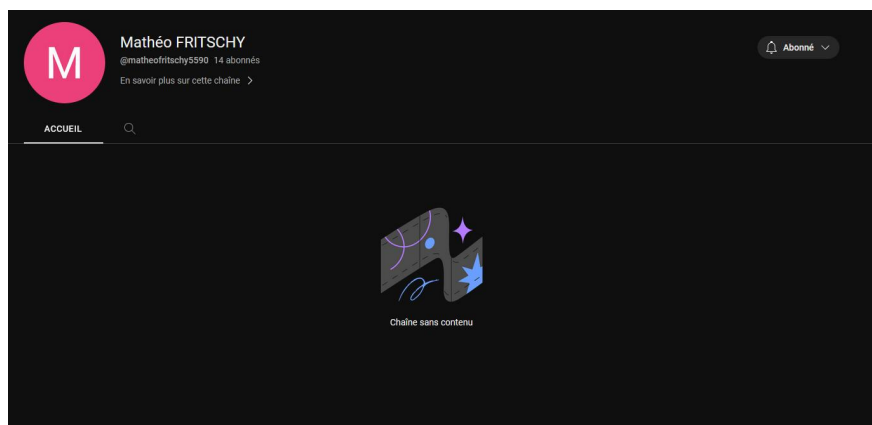 M
Mathéo FRITSCHY
@matheofritschy5590 14 abonnés
En savoir plus sur cette chaîne
Abonné
ACCUEIL
Chaîne sans contenu